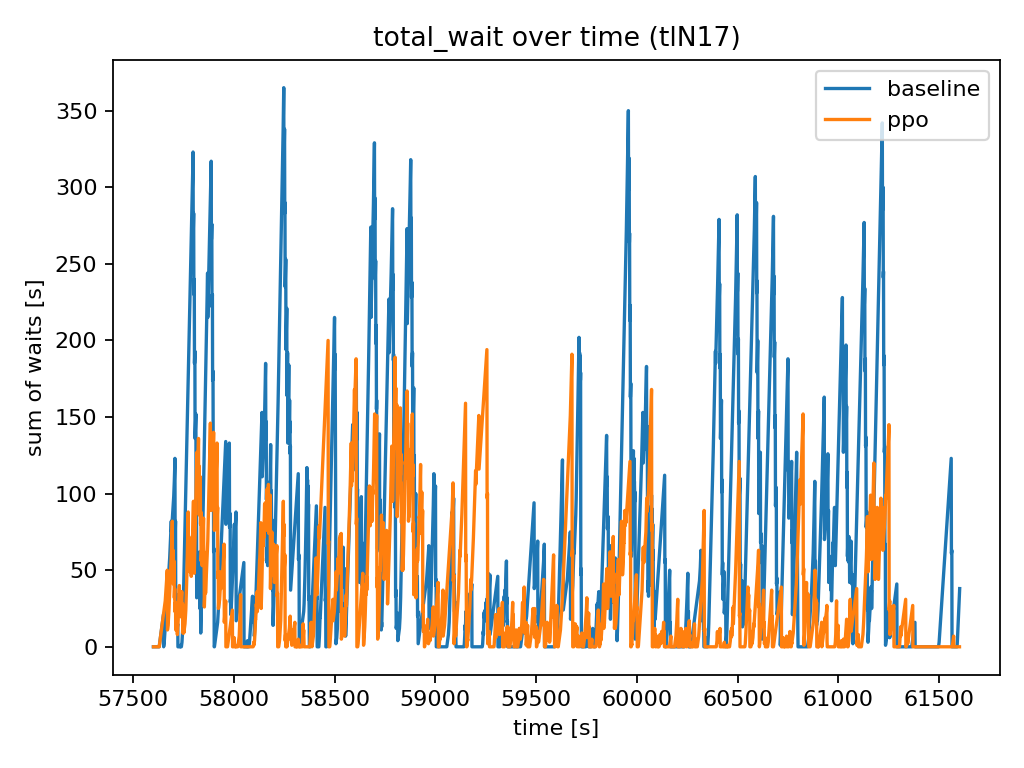 total_wait over time (tlN17)
baseline
ppo
sum of waits [s]
350
300
250
200
150
100
50
0
57500 58000 58500 59000 59500 60000 60500 61000 61500
time [s]